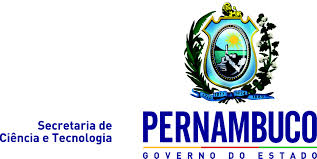 Secretaria de
Ciência e Tecnologia
PERNAMBUCO
GOVERNO DO ESTADO